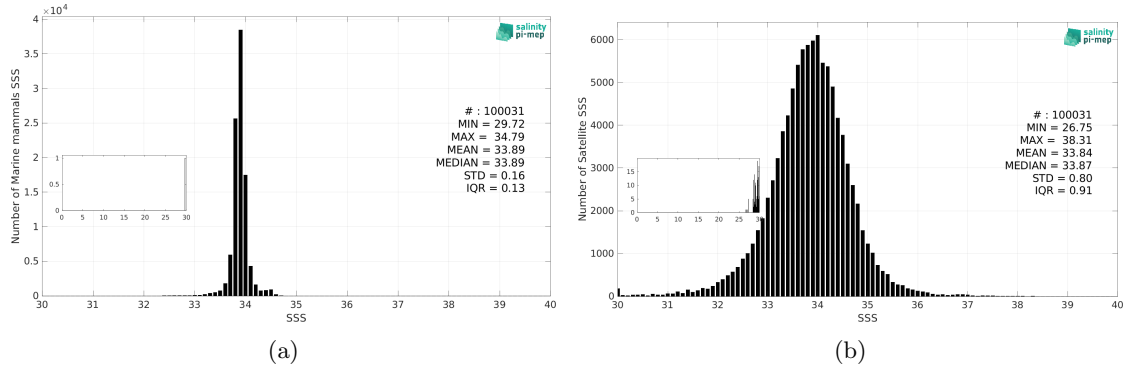 ×10⁴
4
3.5
3
2.5
2
1.5
1
0.5
0
Number of Marine mammals SSS
salinity
pi-mep
# : 100031
MIN = 29.72
MAX = 34.79
MEAN = 33.89
MEDIAN = 33.89
STD = 0.16
IQR = 0.13
1
0.5
0
0 5 10 15 20 25 30
30 31 32 33 34 35 36 37 38 39 40
SSS
(a)
6000
5000
4000
3000
2000
1000
0
Number of Satellite SSS
salinity
pi-mep
# : 100031
MIN = 26.75
MAX = 38.31
MEAN = 33.84
MEDIAN = 33.87
STD = 0.80
IQR = 0.91
15
10
5
0
0 5 10 15 20 25 30
30 31 32 33 34 35 36 37 38 39 40
SSS
(b)